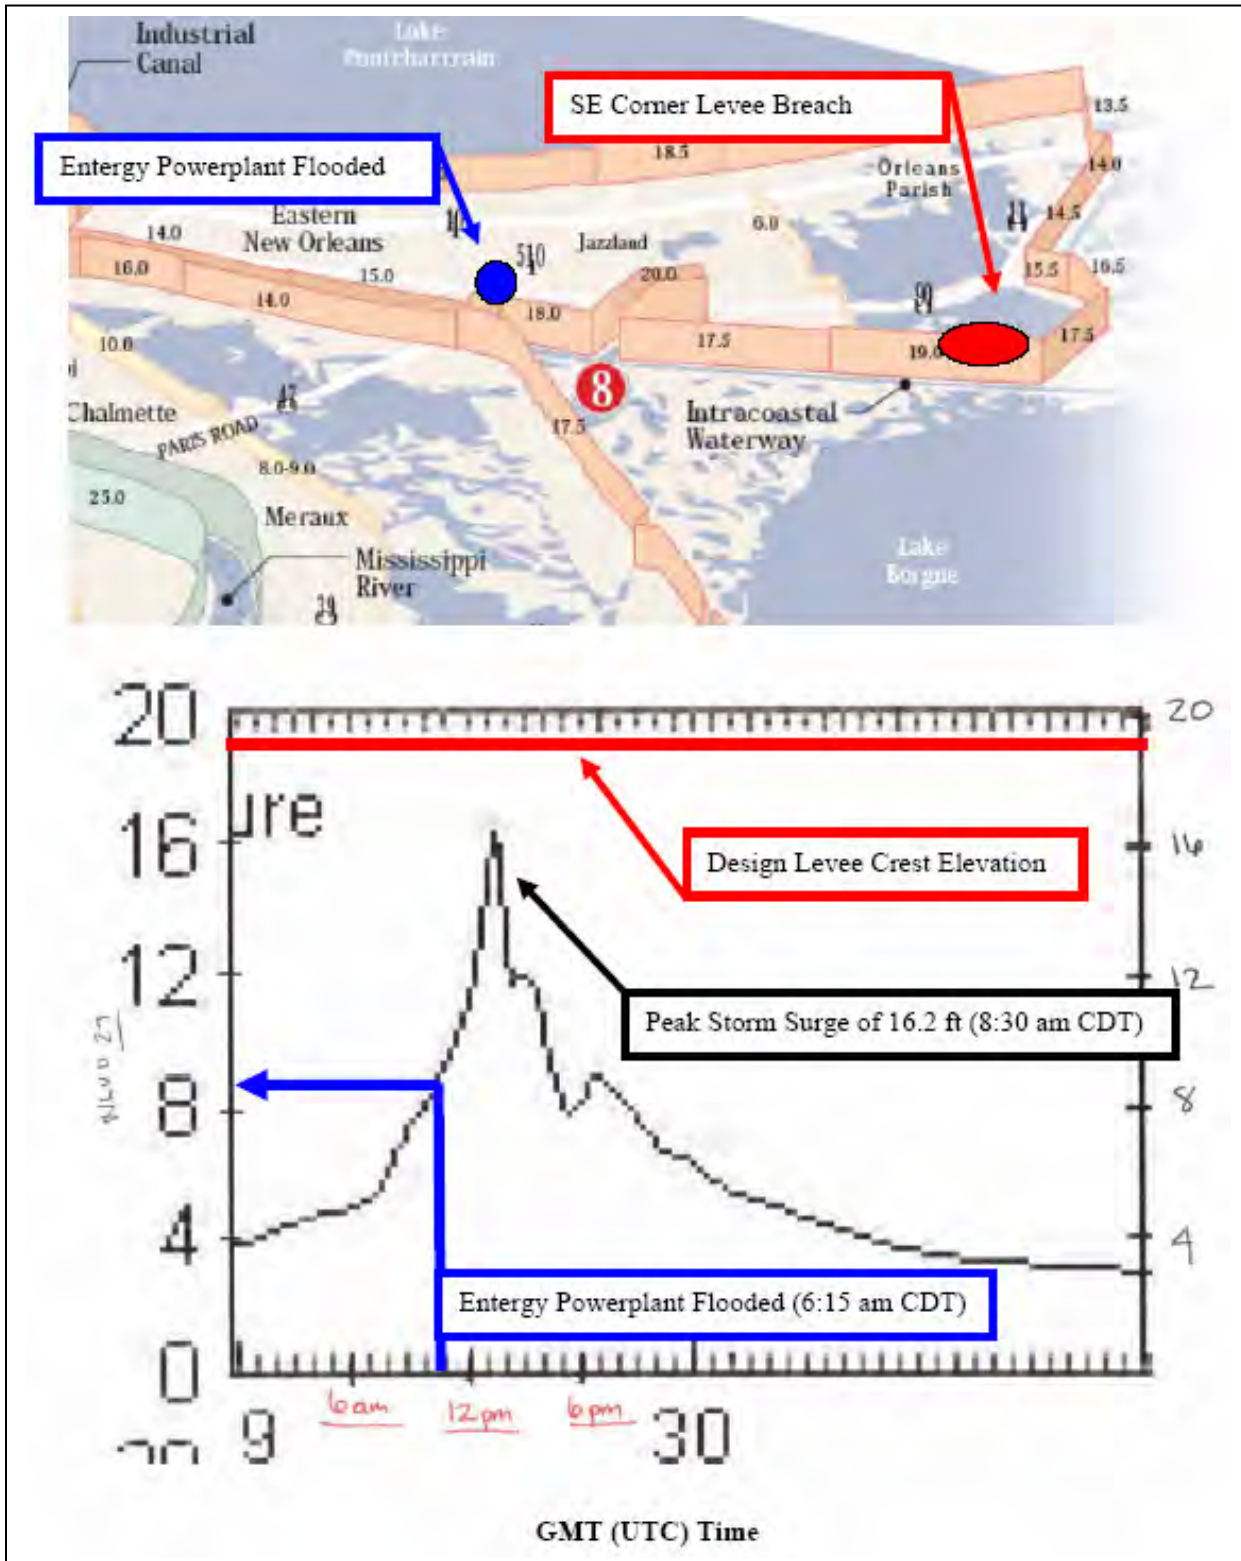 Industrial
Canal
Lake
Pontchartrain
SE Corner Levee Breach
13.5
Entergy Powerplant Flooded
18.5
14.0
Orleans
Parish
Eastern
New Orleans
14.0
10
510
Jazzland
6.0
11
14.5
16.0
15.0
20.0
15.5
16.5
14.0
18.0
90
17.5
19.0
17.5
10.0
8
47
Chalmette
PARIS ROAD
17.5
Intracoastal
Waterway
8.0-9.0
25.0
Meraux
Mississippi
River
39
Lake
Borgne
20
20
ure
16
16
Design Levee Crest Elevation
12
12
Peak Storm Surge of 16.2 ft (8:30 am CDT)
8
8
4
4
Entergy Powerplant Flooded (6:15 am CDT)
0
6am
12pm
6pm
9
30
GMT (UTC) Time